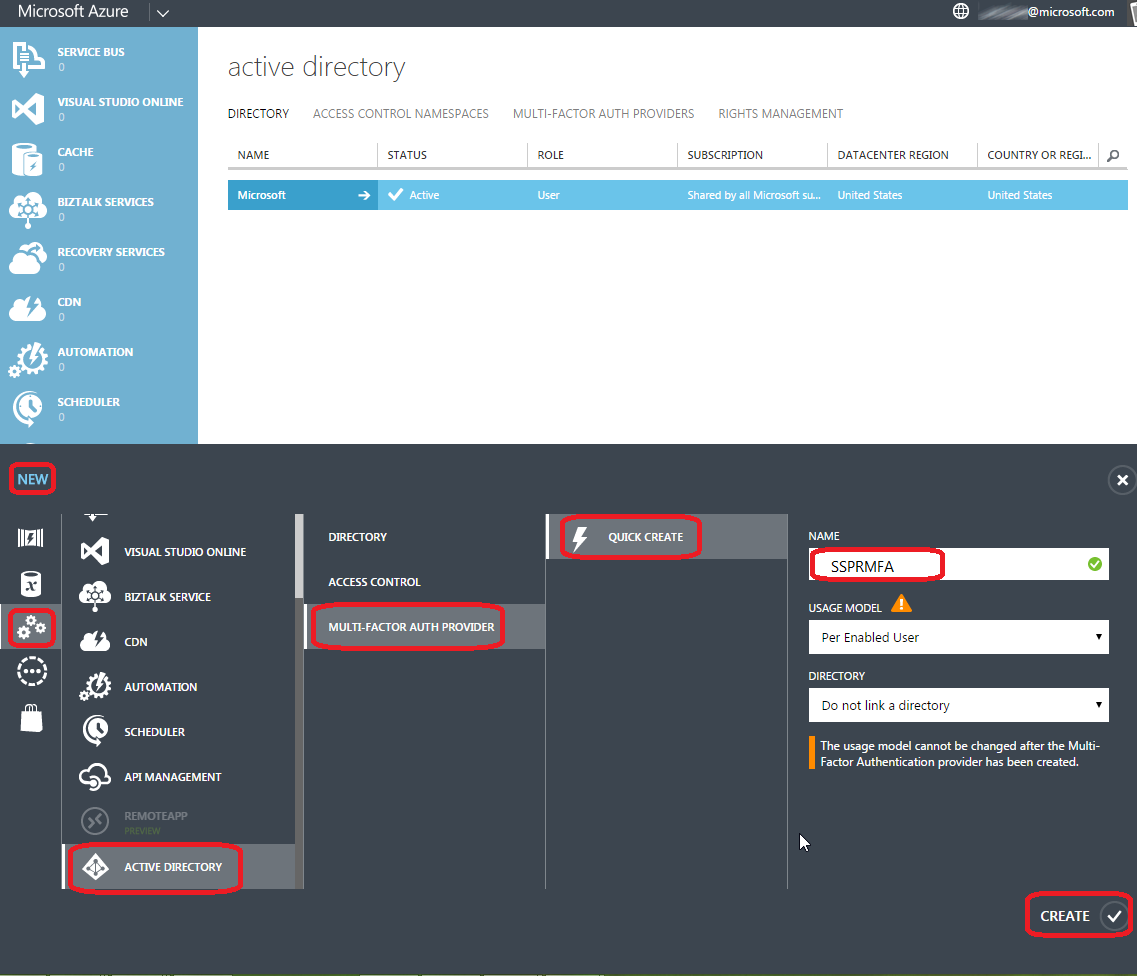 Microsoft Azure
@microsoft.com
SERVICE BUS
0
VISUAL STUDIO ONLINE
0
CACHE
0
BIZTALK SERVICES
0
RECOVERY SERVICES
0
CDN
0
AUTOMATION
0
SCHEDULER
0
active directory
DIRECTORY ACCESS CONTROL NAMESPACES MULTI-FACTOR AUTH PROVIDERS RIGHTS MANAGEMENT
NAME STATUS ROLE SUBSCRIPTION DATACENTER REGION COUNTRY OR REGI...
Microsoft Active User Shared by all Microsoft su... United States United States
NEW
VISUAL STUDIO ONLINE
BIZTALK SERVICE
CDN
AUTOMATION
SCHEDULER
API MANAGEMENT
REMOTEAPP
PREVIEW
ACTIVE DIRECTORY
DIRECTORY
ACCESS CONTROL
MULTI-FACTOR AUTH PROVIDER
QUICK CREATE
NAME
SSPRMFA
USAGE MODEL
Per Enabled User
DIRECTORY
Do not link a directory
The usage model cannot be changed after the Multi-
Factor Authentication provider has been created.
CREATE